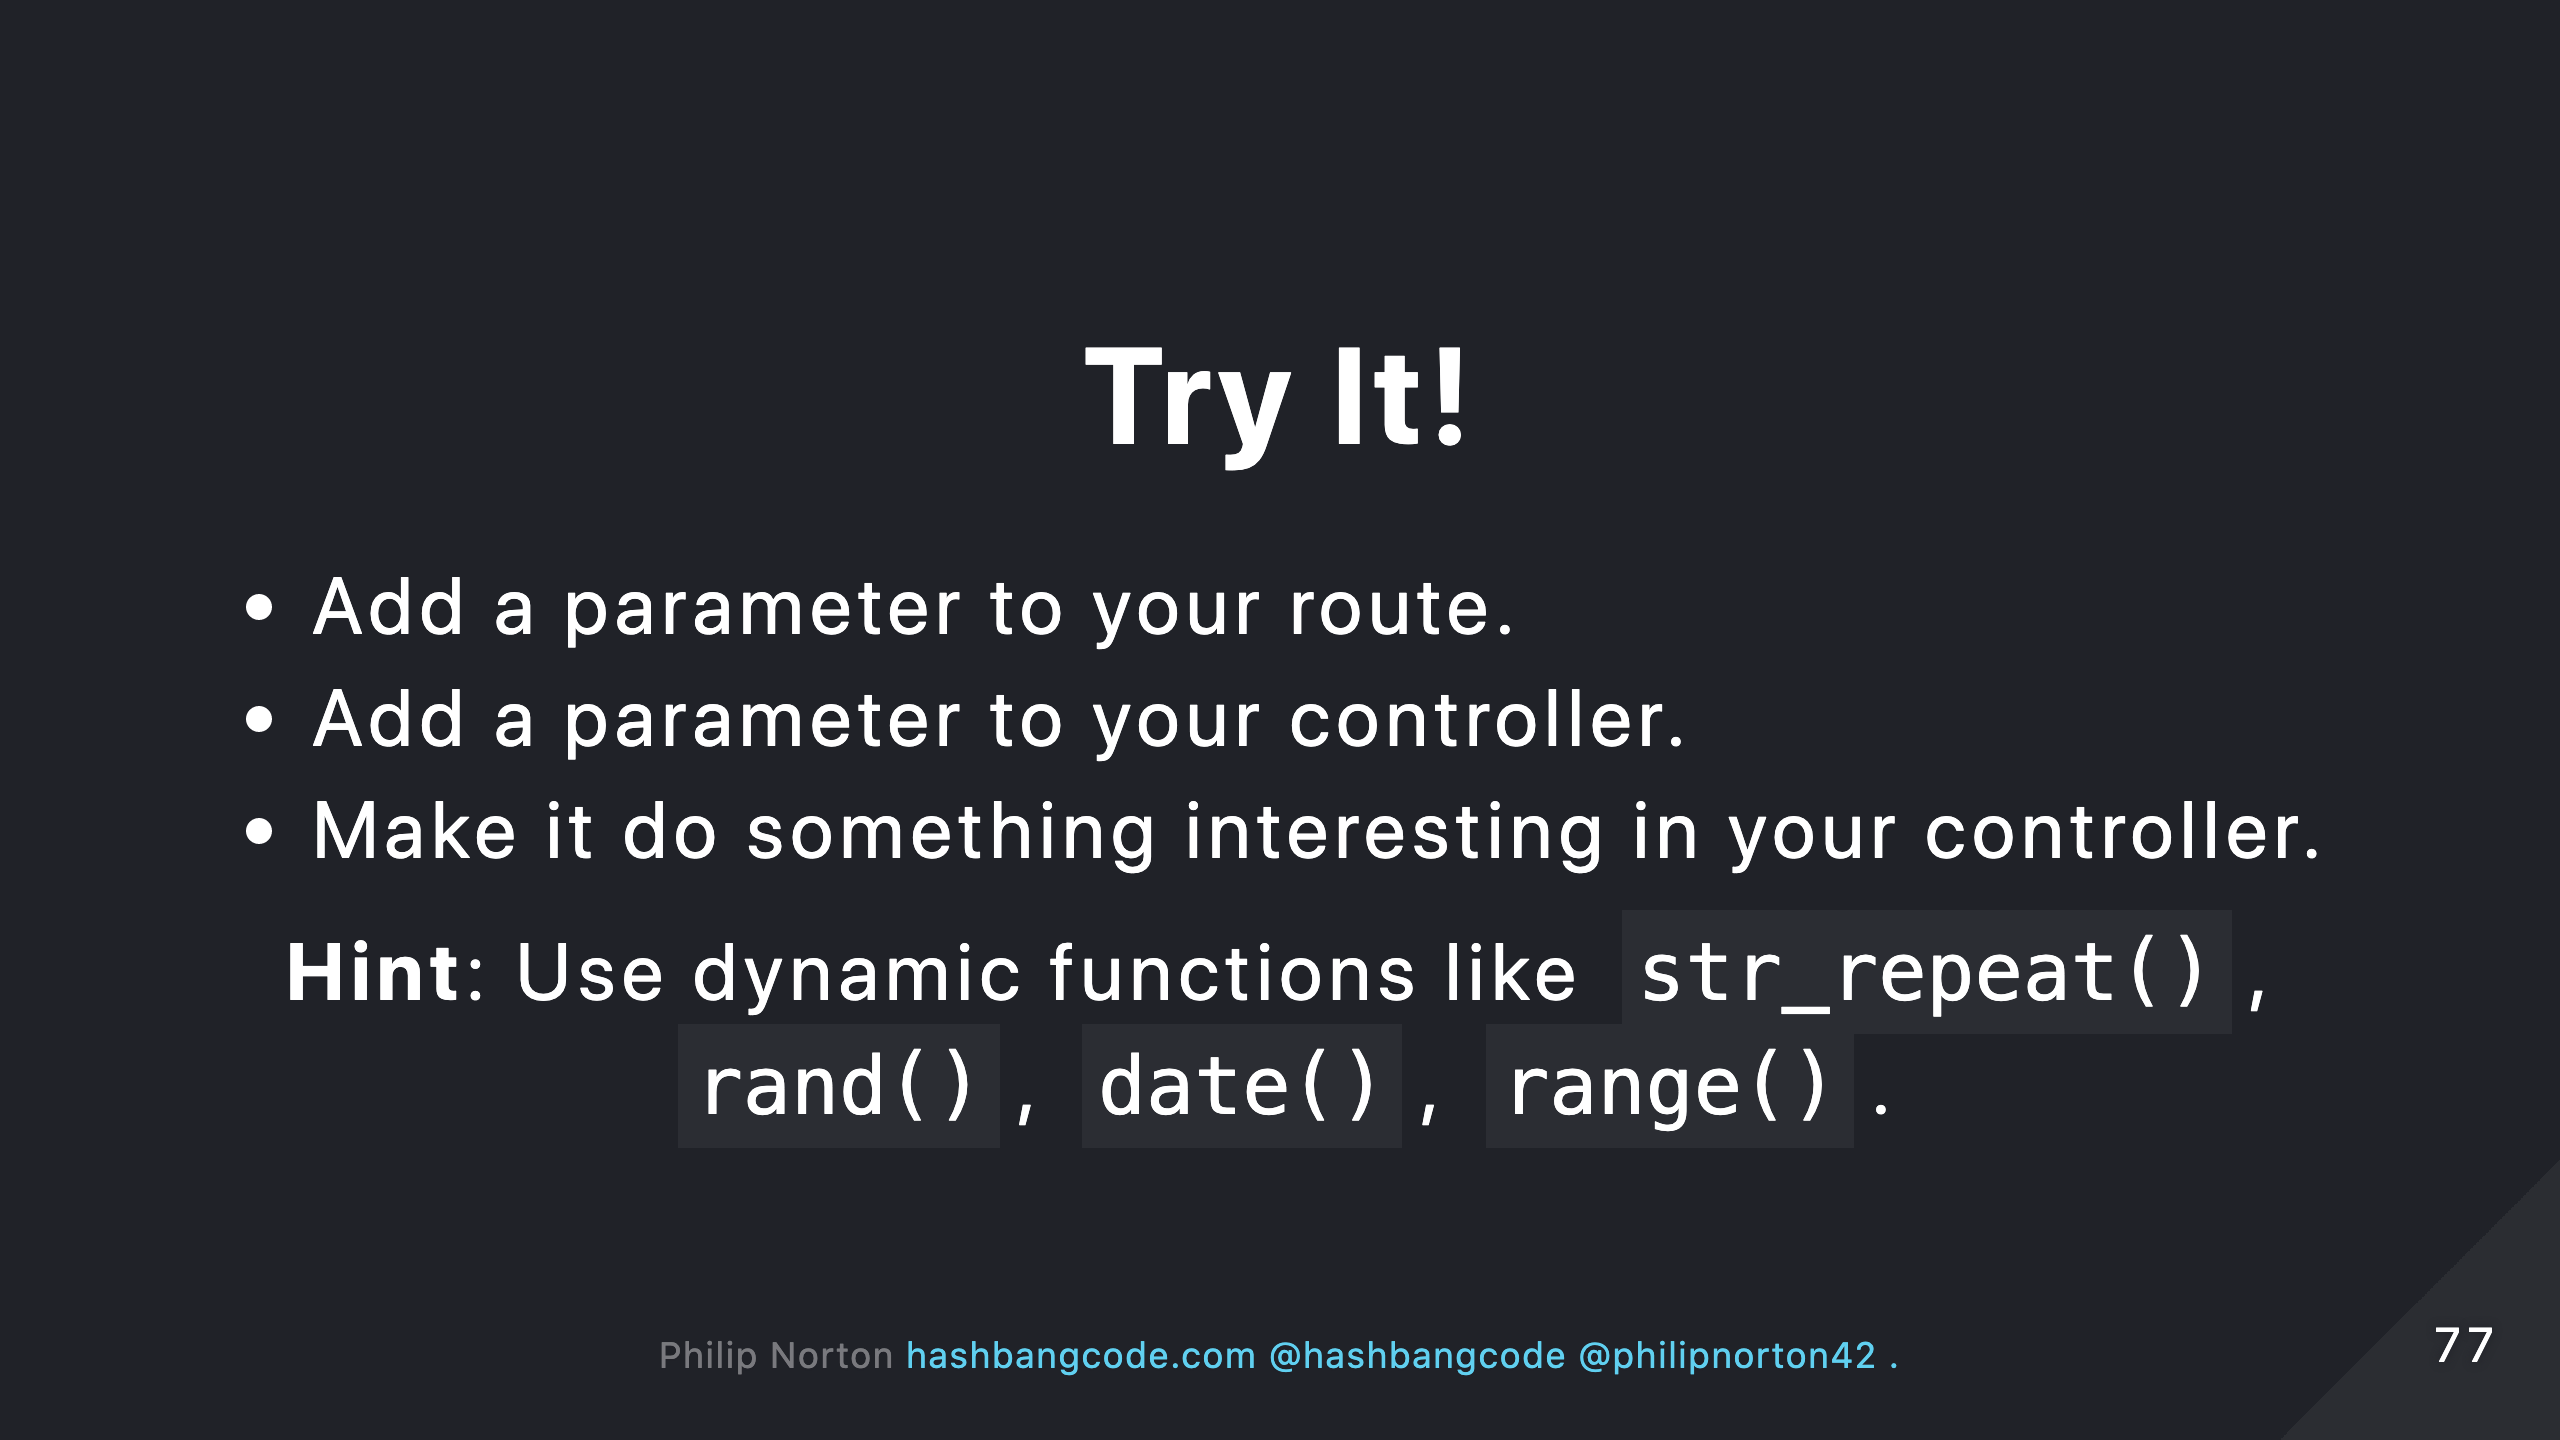 Try It!
• Add a parameter to your route.
• Add a parameter to your controller.
• Make it do something interesting in your controller.
Hint: Use dynamic functions like str_repeat() ,
rand() , date() , range() .
Philip Norton hashbangcode.com @hashbangcode @philipnorton42 .
77